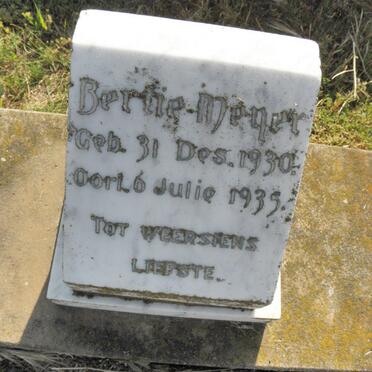 Bertie Meyer
Geb. 31 Des. 1930.
Oorl. 6 Julie 1935.
TOT WEERSIENS
LIEFSTE.